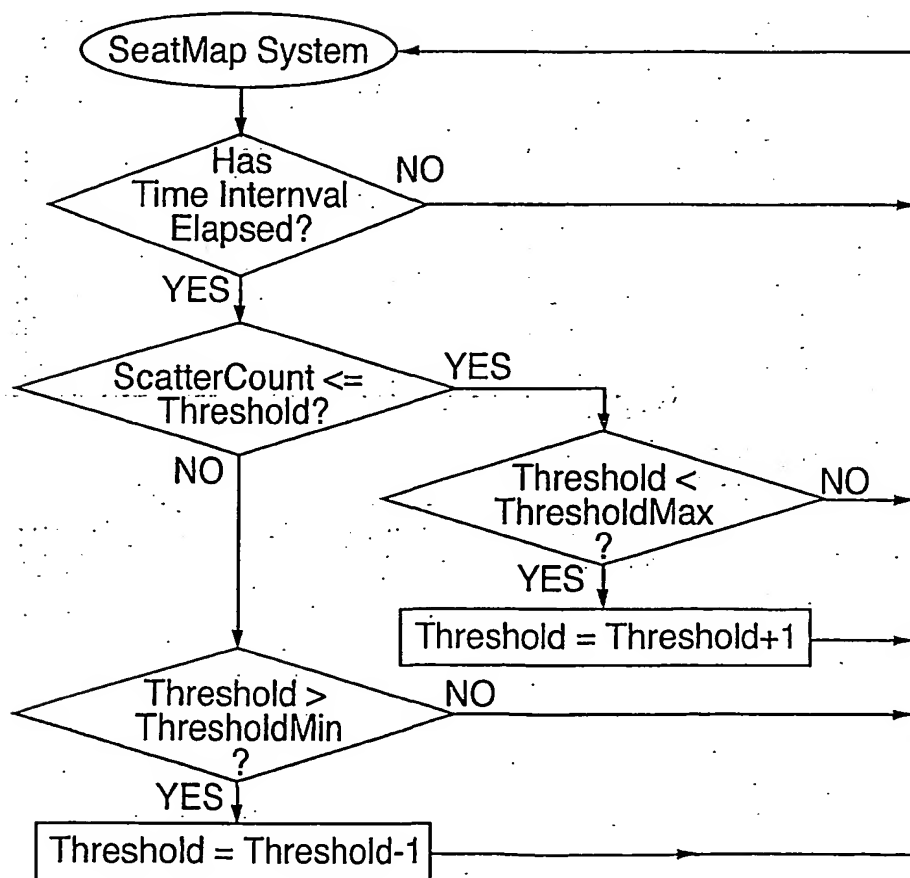 SeatMap System
Has
Time Internval
Elapsed?
NO
YES
ScatterCount <=
Threshold?
YES
NO
Threshold <
ThresholdMax
?
NO
YES
Threshold = Threshold+1
Threshold >
ThresholdMin
?
NO
YES
Threshold = Threshold-1